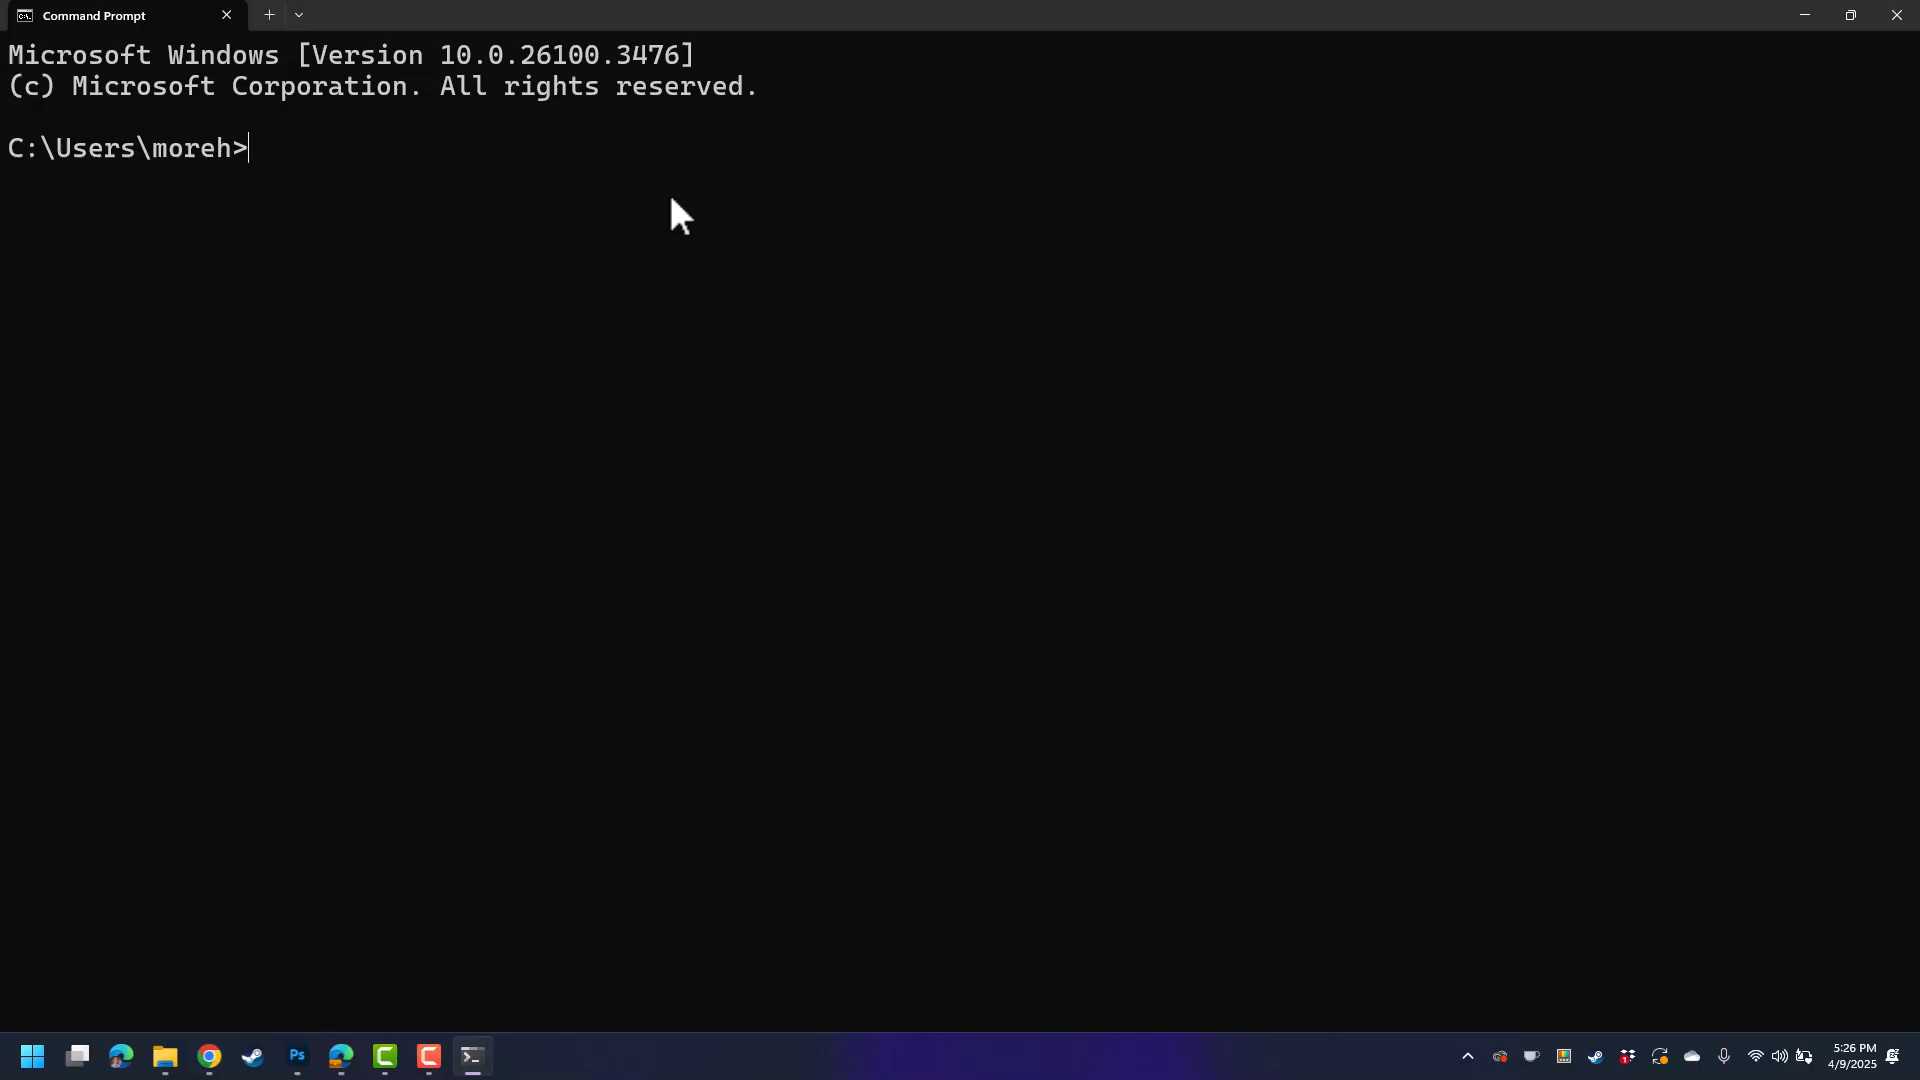 Command Prompt
Microsoft Windows [Version 10.0.26100.3476]
(c) Microsoft Corporation. All rights reserved.
C:\Users\moreh>
Ps
5:26 PM
4/9/2025